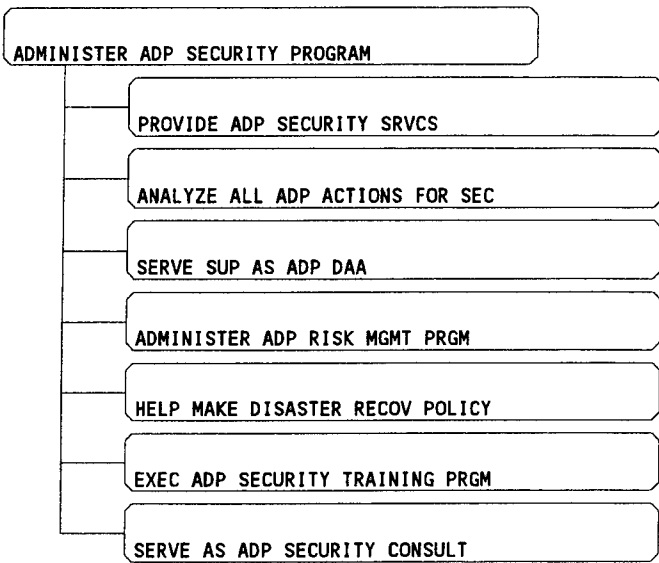 ADMINISTER ADP SECURITY PROGRAM
PROVIDE ADP SECURITY SRVCS
ANALYZE ALL ADP ACTIONS FOR SEC
SERVE SUP AS ADP DAA
ADMINISTER ADP RISK MGMT PRGM
HELP MAKE DISASTER RECOV POLICY
EXEC ADP SECURITY TRAINING PRGM
SERVE AS ADP SECURITY CONSULT